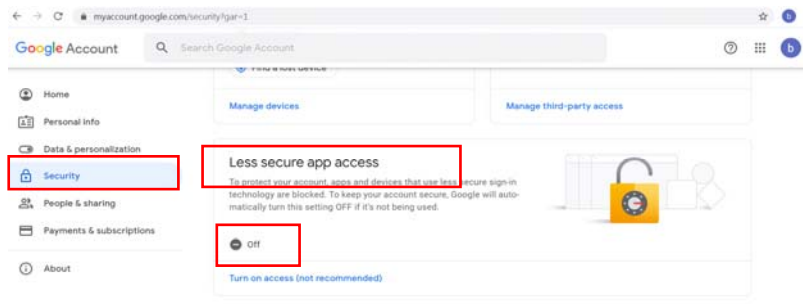 myaccount.google.com/security?gar=1
b
Google Account
Search Google Account
b
Find a lost device
Home
Manage devices
Manage third-party access
Personal info
Data & personalization
Less secure app access
Security
To protect your account, apps and devices that use less secure sign-in
technology are blocked. To keep your account secure, Google will auto-
matically turn this setting OFF if it's not being used.
People & sharing
Payments & subscriptions
Off
About
Turn on access (not recommended)